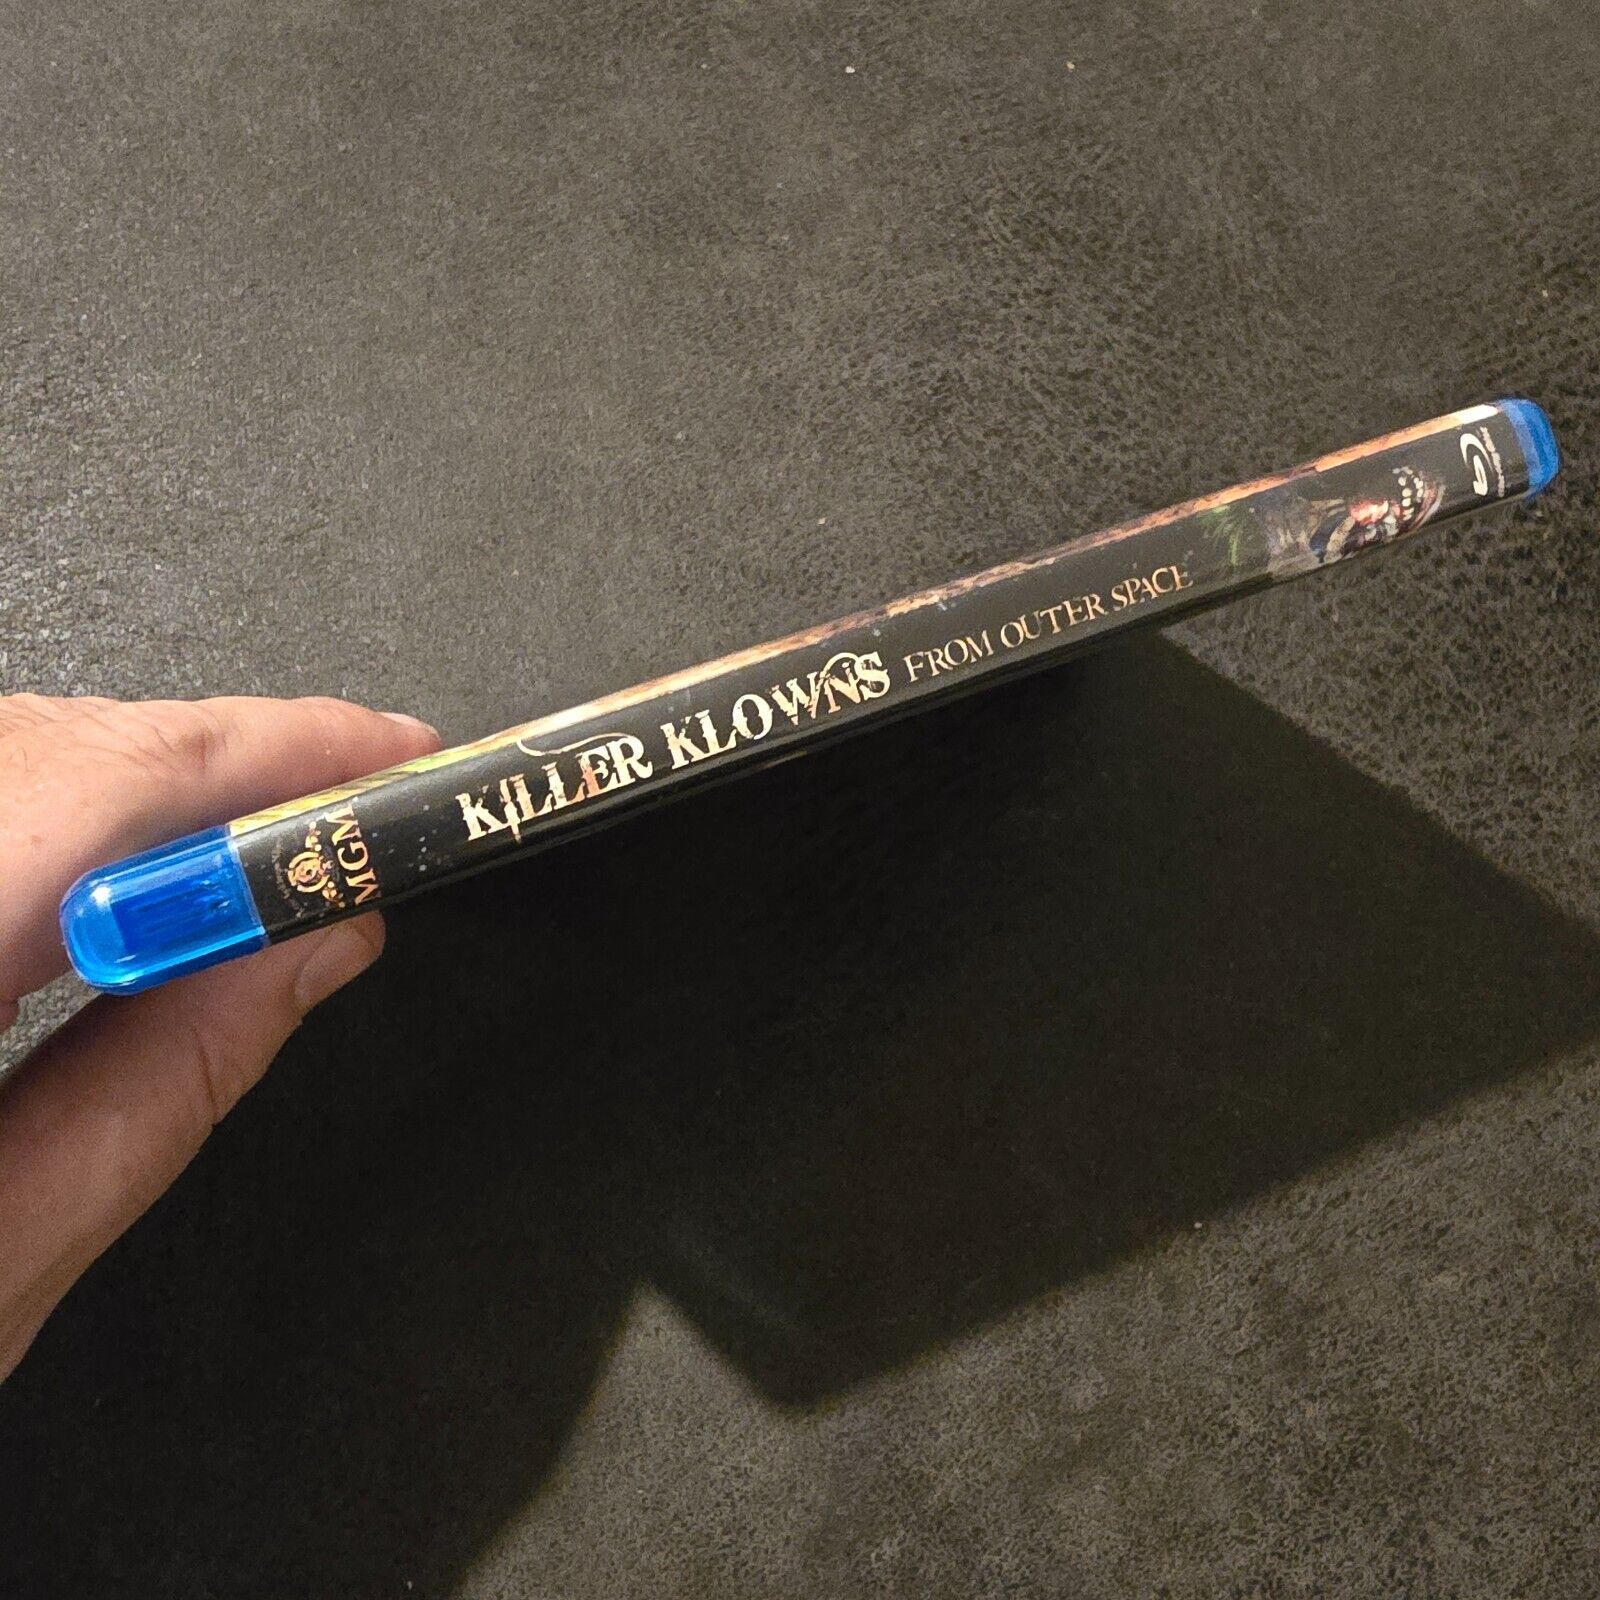 MGM
KILLER KLOWNS FROM OUTER SPACE